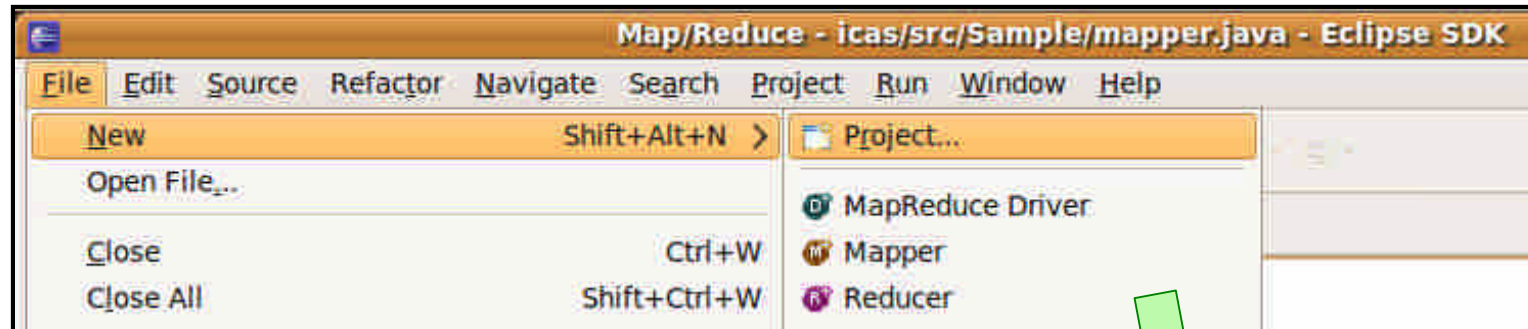 Map/Reduce - icas/src/Sample/mapper.java - Eclipse SDK
File Edit Source Refactor Navigate Search Project Run Window Help
New Shift+Alt+N
Open File...
Close Ctrl+W
Close All Shift+Ctrl+W
Project...
D MapReduce Driver
M Mapper
R Reducer